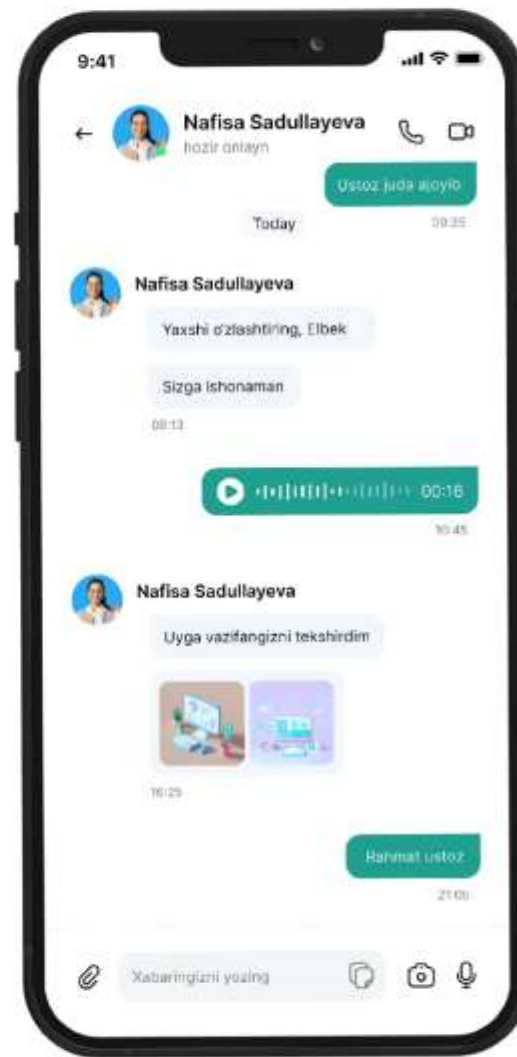 9:41
Nafisa Sadullayeva
hozir onlayn
Ustoz juda ajoyib
09:35
Today
Nafisa Sadullayeva
Yaxshi o'zlashtiring, Elbek
Sizga ishonaman
08:13
00:16
10:45
Nafisa Sadullayeva
Uyga vazifangizni tekshirdim
16:25
Rahmat ustoz
21:05
Xabaringizni yozing